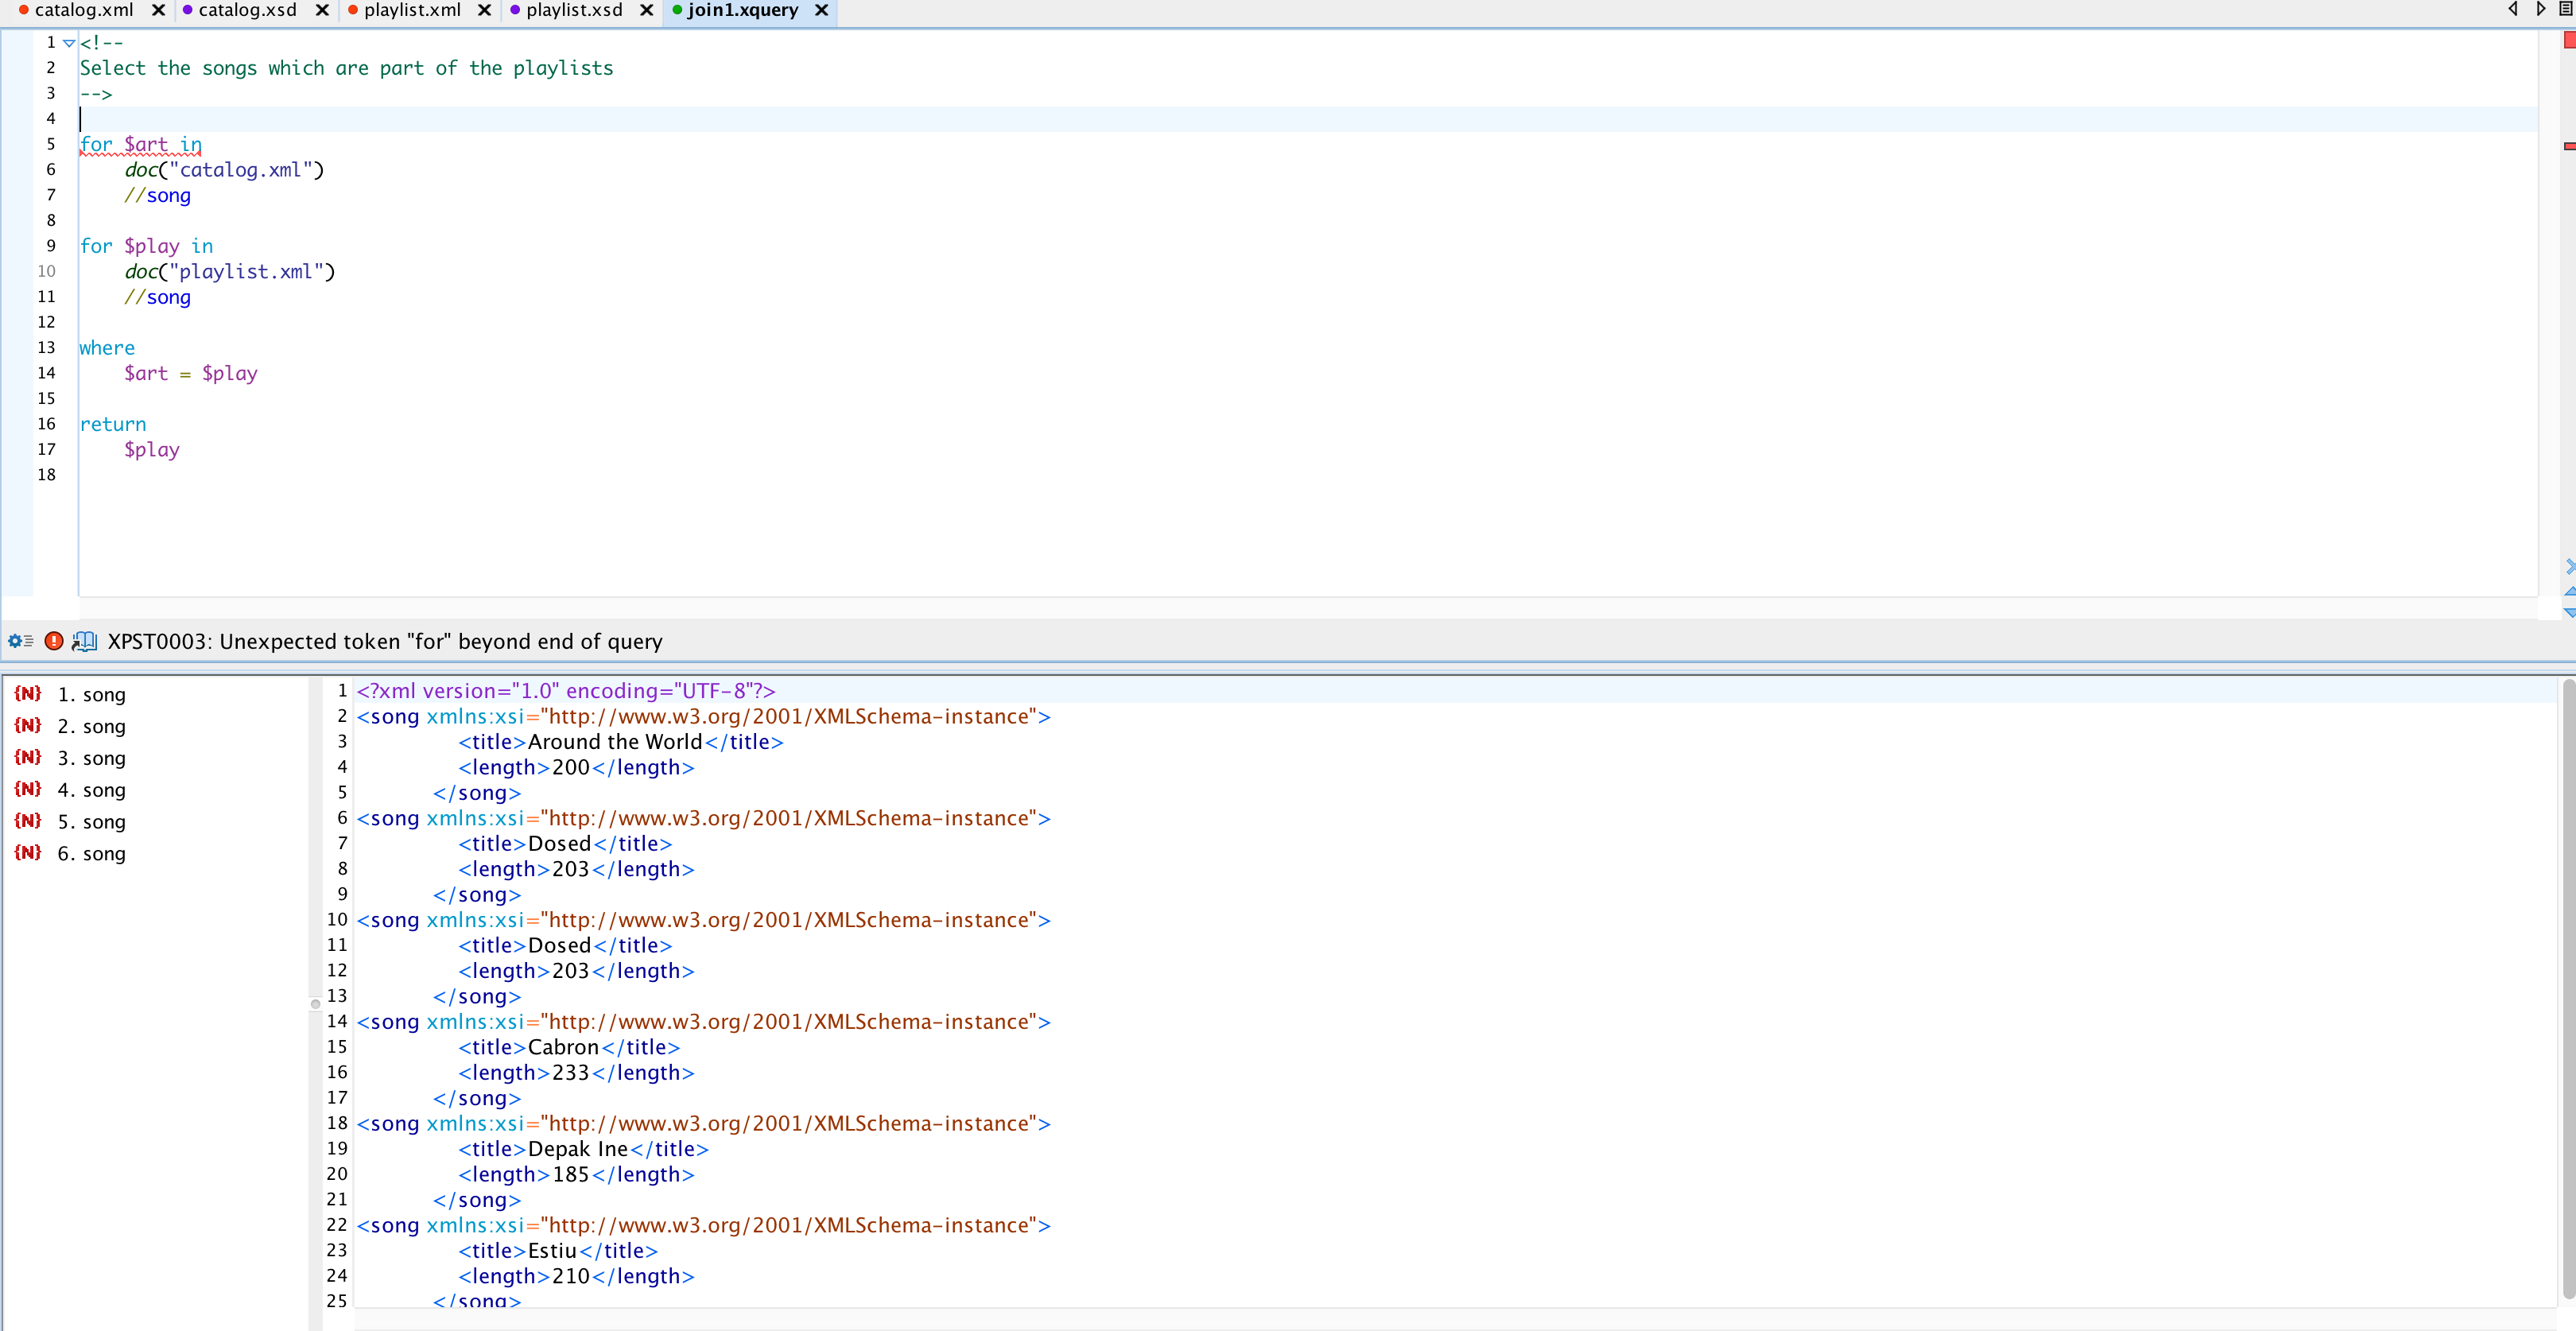 catalog.xml catalog.xsd playlist.xml playlist.xsd join1.xquery
1 <!--
2 Select the songs which are part of the playlists
3 -->
4
5 for $art in
6 doc("catalog.xml")
7 //song
8
9 for $play in
10 doc("playlist.xml")
11 //song
12
13 where
14 $art = $play
15
16 return
17 $play
18
XPST0003: Unexpected token "for" beyond end of query
{N} 1. song
{N} 2. song
{N} 3. song
{N} 4. song
{N} 5. song
{N} 6. song
1 <?xml version="1.0" encoding="UTF-8"?>
2 <song xmlns:xsi="http://www.w3.org/2001/XMLSchema-instance">
3 <title>Around the World</title>
4 <length>200</length>
5 </song>
6 <song xmlns:xsi="http://www.w3.org/2001/XMLSchema-instance">
7 <title>Dosed</title>
8 <length>203</length>
9 </song>
10 <song xmlns:xsi="http://www.w3.org/2001/XMLSchema-instance">
11 <title>Dosed</title>
12 <length>203</length>
13 </song>
14 <song xmlns:xsi="http://www.w3.org/2001/XMLSchema-instance">
15 <title>Cabron</title>
16 <length>233</length>
17 </song>
18 <song xmlns:xsi="http://www.w3.org/2001/XMLSchema-instance">
19 <title>Depak Ine</title>
20 <length>185</length>
21 </song>
22 <song xmlns:xsi="http://www.w3.org/2001/XMLSchema-instance">
23 <title>Estiu</title>
24 <length>210</length>
25 </song>